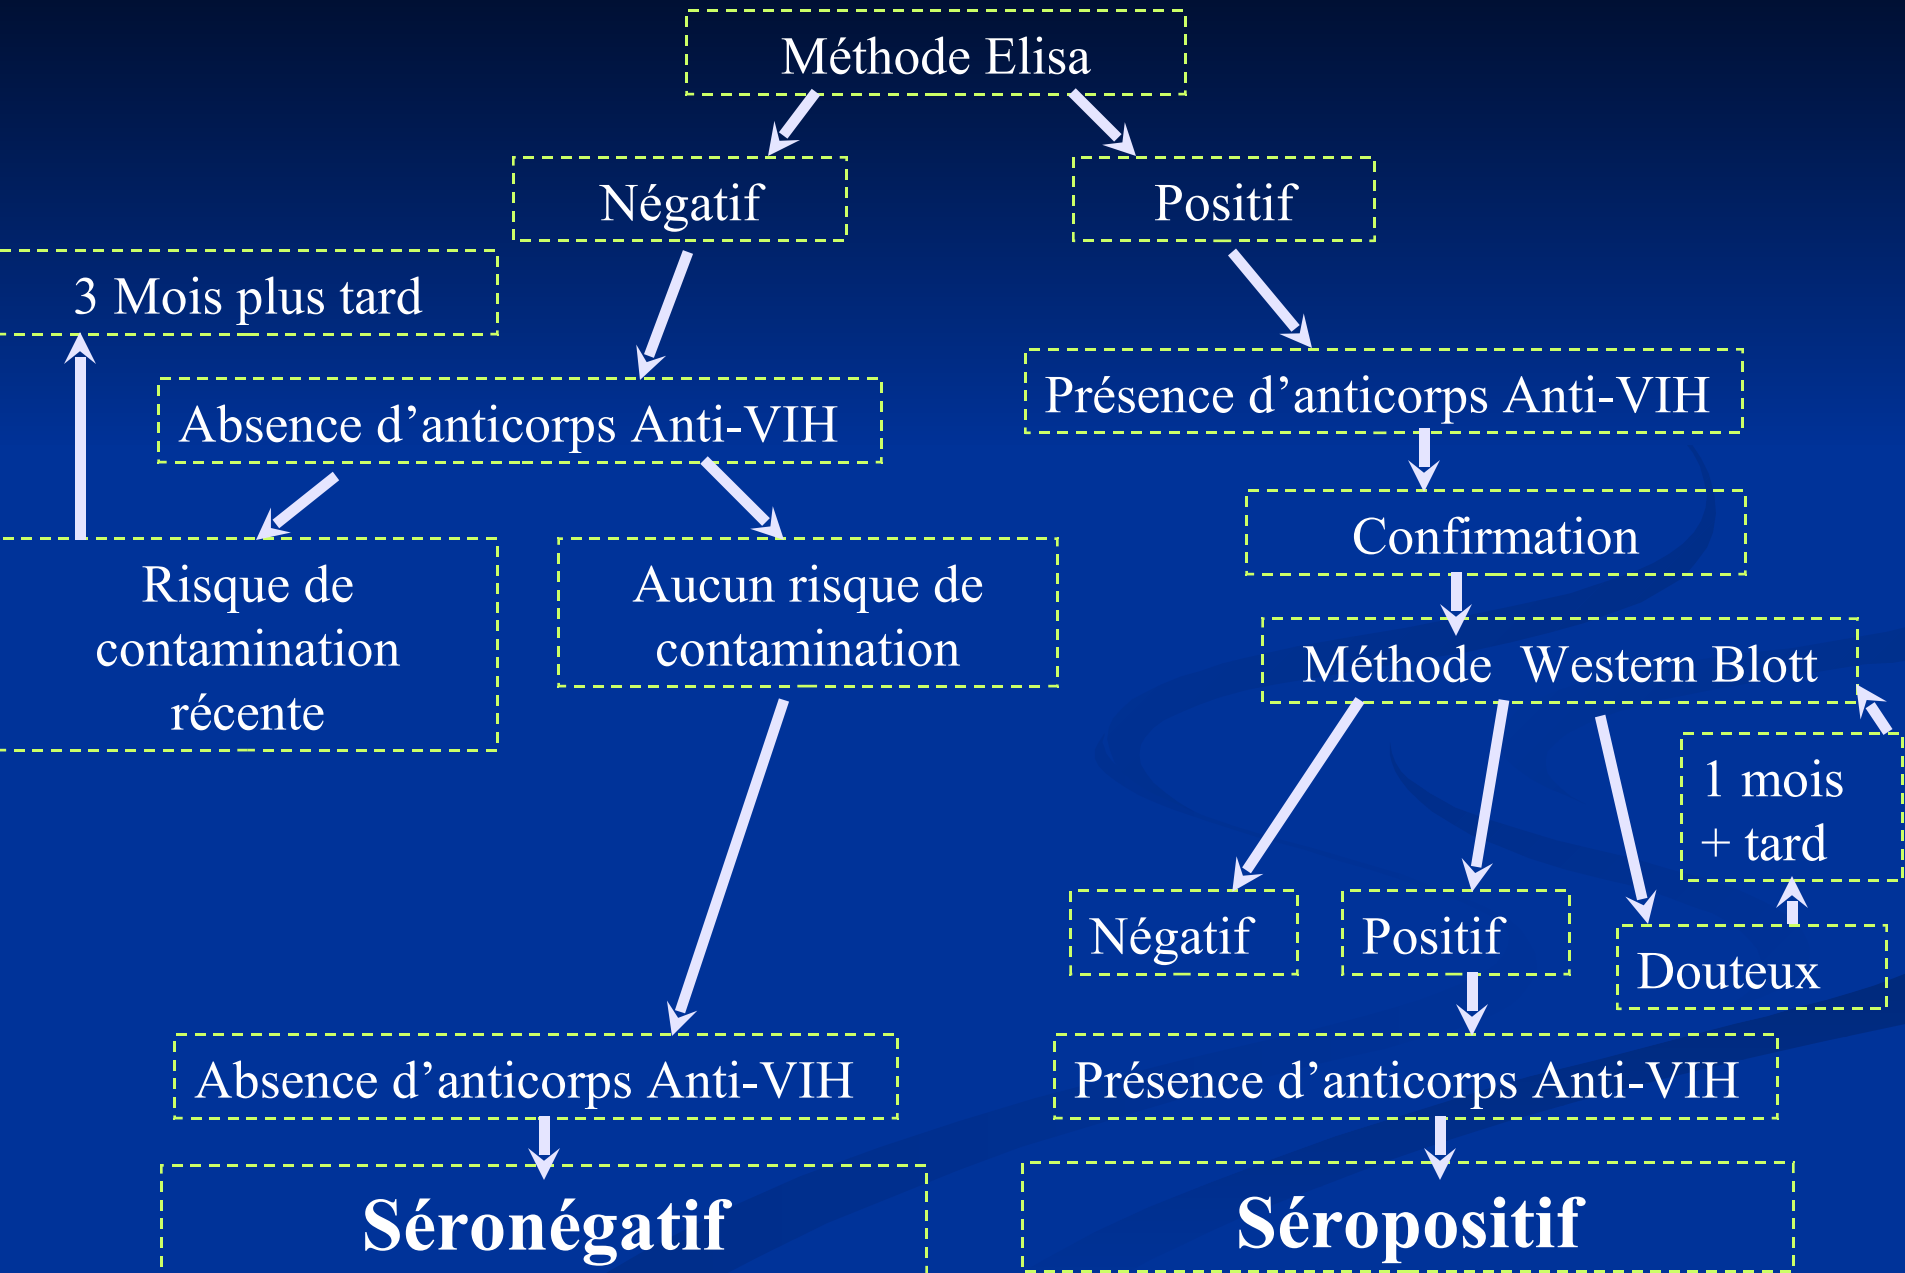 Méthode Elisa
Négatif
Positif
3 Mois plus tard
Absence d’anticorps Anti-VIH
Présence d’anticorps Anti-VIH
Confirmation
Risque de
contamination
récente
Aucun risque de
contamination
Méthode  Western Blott
1 mois
+ tard
Négatif
Positif
Douteux
Absence d’anticorps Anti-VIH
Présence d’anticorps Anti-VIH
Séronégatif
Séropositif